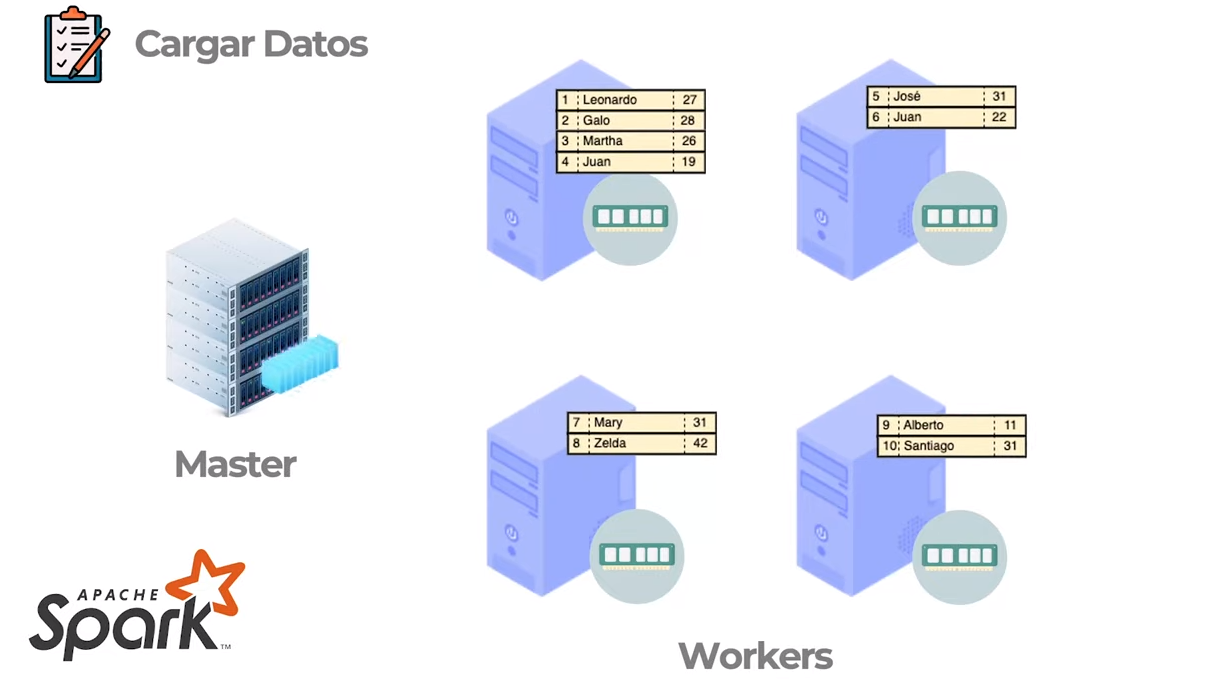 Cargar Datos
1 Leonardo 27
2 Galo 28
3 Martha 26
4 Juan 19
5 José 31
6 Juan 22
Master
7 Mary 31
8 Zelda 42
9 Alberto 11
10 Santiago 31
APACHE
Spark™
Workers